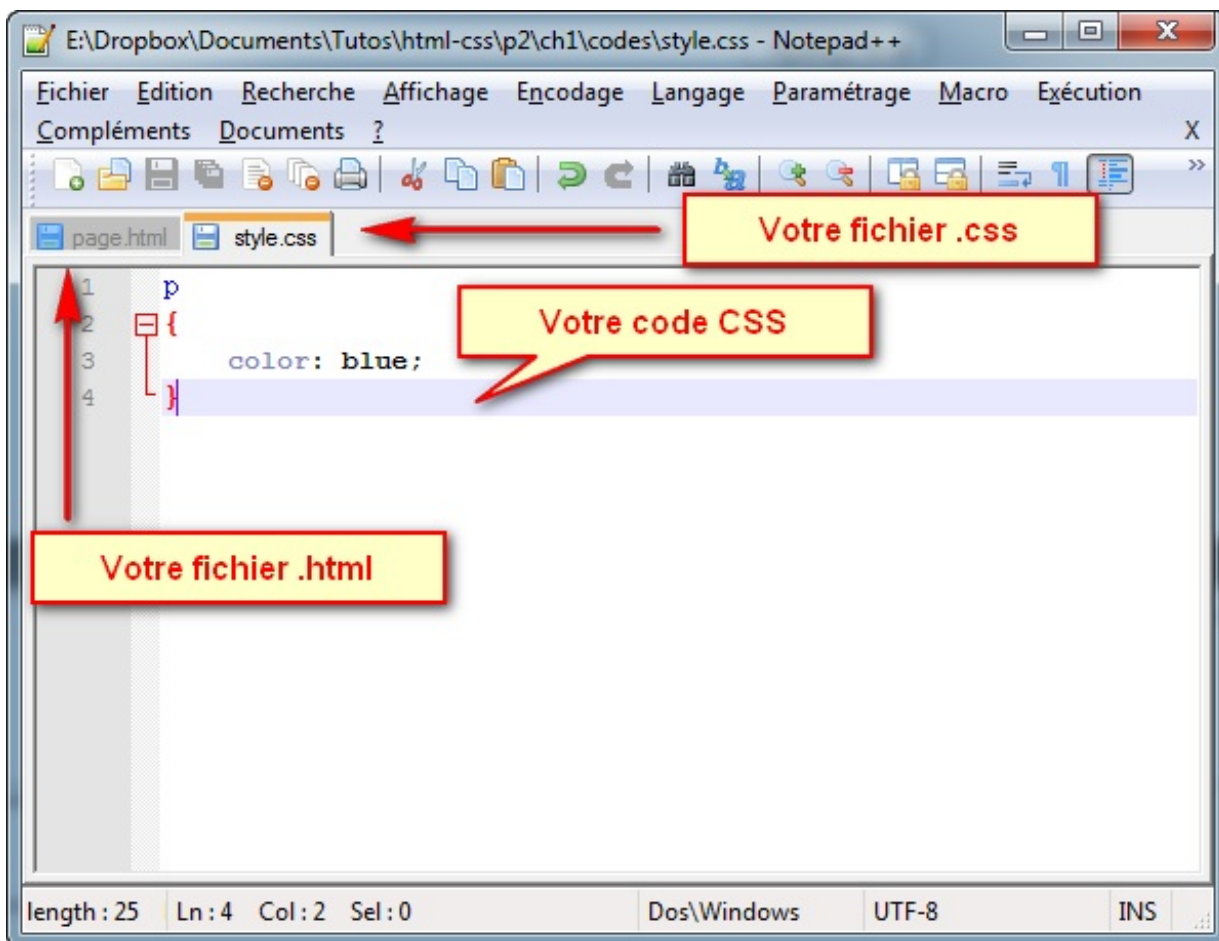 E:\Dropbox\Documents\Tutos\html-css\p2\ch1\codes\style.css - Notepad++
Fichier Edition Recherche Affichage Encodage Langage Paramétrage Macro Exécution
Compléments Documents ? X
page.html style.css
Votre fichier .css
1 p
2 {
Votre code CSS
3 color: blue;
4 }
Votre fichier .html
length : 25 Ln : 4 Col : 2 Sel : 0 Dos\Windows UTF-8 INS